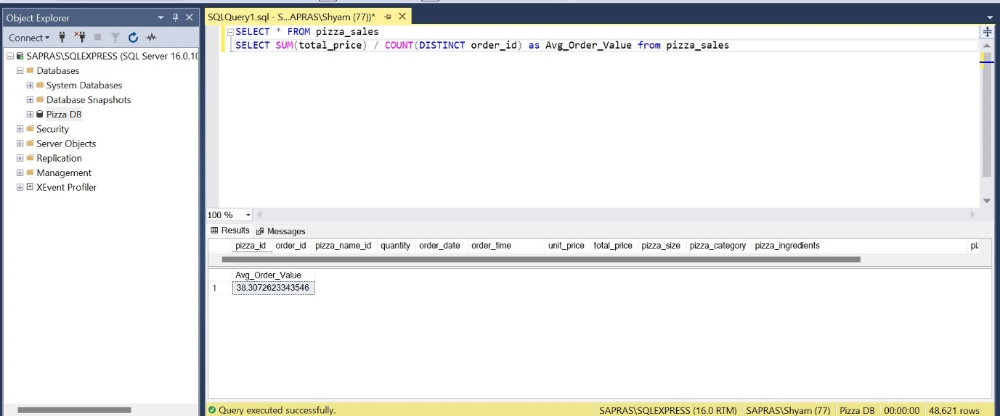 Object Explorer
Connect
SAPRAS\SQLEXPRESS (SQL Server 16.0.10
Databases
System Databases
Database Snapshots
Pizza DB
Security
Server Objects
Replication
Management
XEvent Profiler
SQLQuery1.sql - S...APRAS\Shyam (77))*
SELECT * FROM pizza_sales
SELECT SUM(total_price) / COUNT(DISTINCT order_id) as Avg_Order_Value from pizza_sales
100 %
Results Messages
pizza_id order_id pizza_name_id quantity order_date order_time unit_price total_price pizza_size pizza_category pizza_ingredients piz
Avg_Order_Value
1 38.3072623343546
Query executed successfully. SAPRAS\SQLEXPRESS (16.0 RTM) SAPRAS\Shyam (77) Pizza DB 00:00:00 48,621 rows